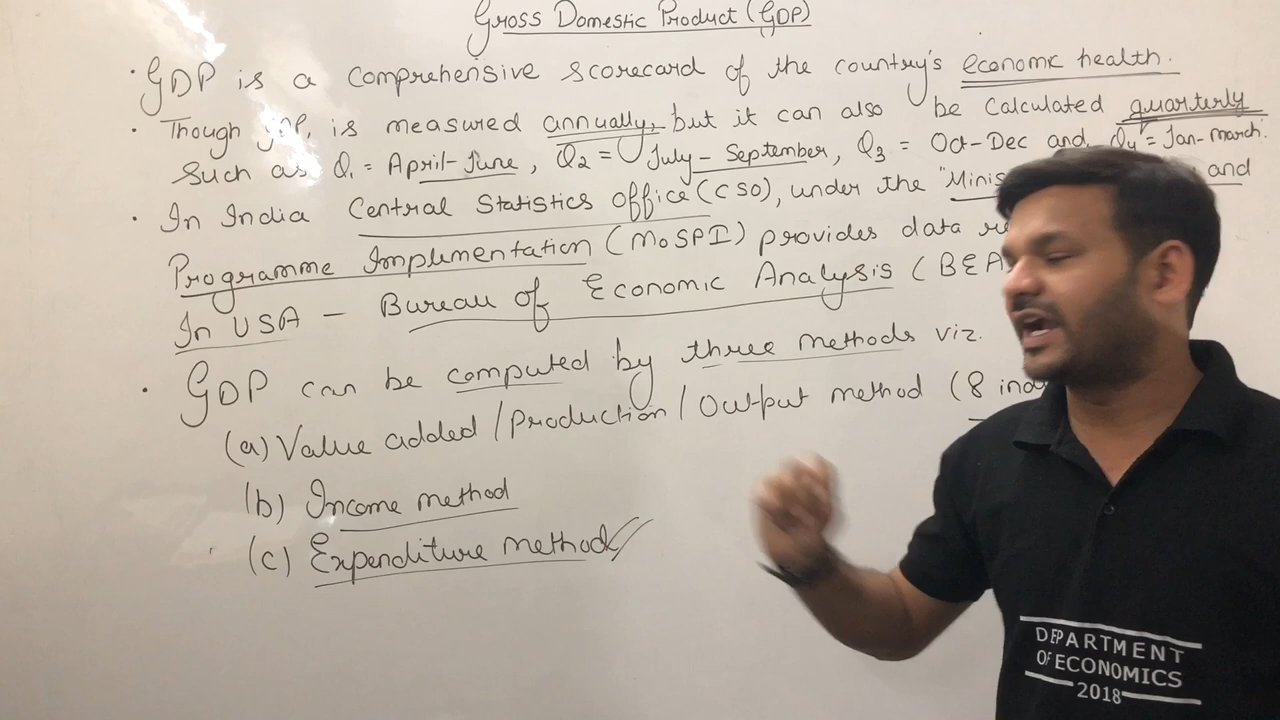 Gross Domestic Product (GDP)
· GDP is a comprehensive scorecard of the country's economic health.
· Though GDP, is measured annually, but it can also be calculated quarterly
such as Q1 = April-June, Q2 = July-September, Q3 = Oct-Dec and Q4 = Jan-march.
· In India Central Statistics office (CSO), under the "Minis and
Programme Implementation (MoSPI) provides data
In USA - Bureau of Economic Analysis (BEA
· GDP can be computed by three methods viz.
(a) Value added / Production / Output method (8
(b) Income method
(c) Expenditure method
DEPARTMENT
OF ECONOMICS
2018